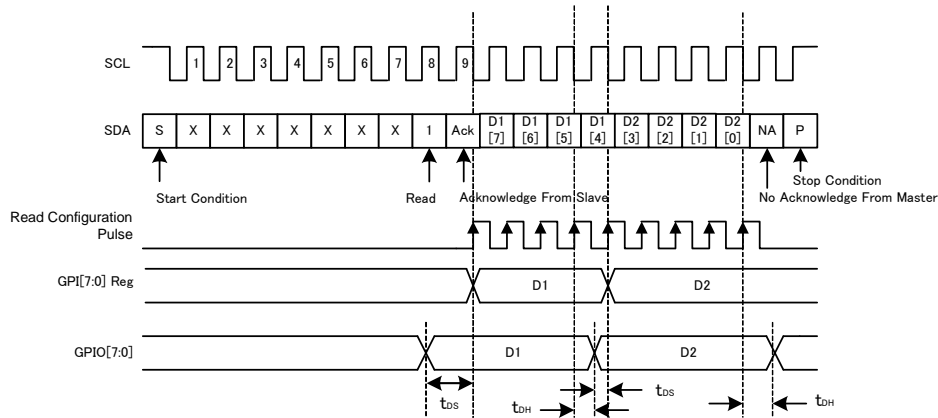 SCL 1 2 3 4 5 6 7 8 9
SDA S X X X X X X X 1 Ack D1 [7] D1 [6] D1 [5] D1 [4] D2 [3] D2 [2] D2 [1] D2 [0] NA P
Stop Condition
Start Condition Read Acknowledge From Slave No Acknowledge From Master
Read Configuration
Pulse
GPI[7:0] Reg D1 D2
GPIO[7:0] D1 D2
tDS tDH tDS tDH